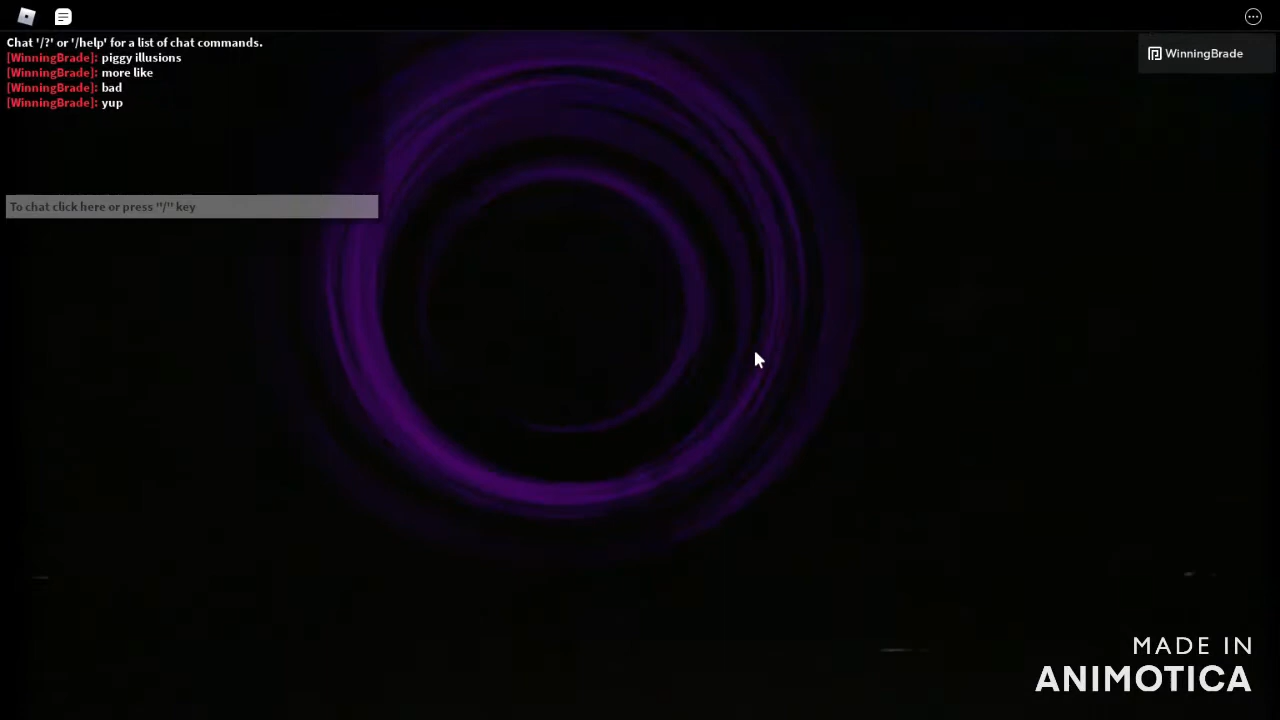 Chat '/?' or '/help' for a list of chat commands.
[WinningBrade]: piggy illusions
[WinningBrade]: more like
[WinningBrade]: bad
[WinningBrade]: yup
WinningBrade
To chat click here or press "/" key
MADE IN
ANIMOTICA